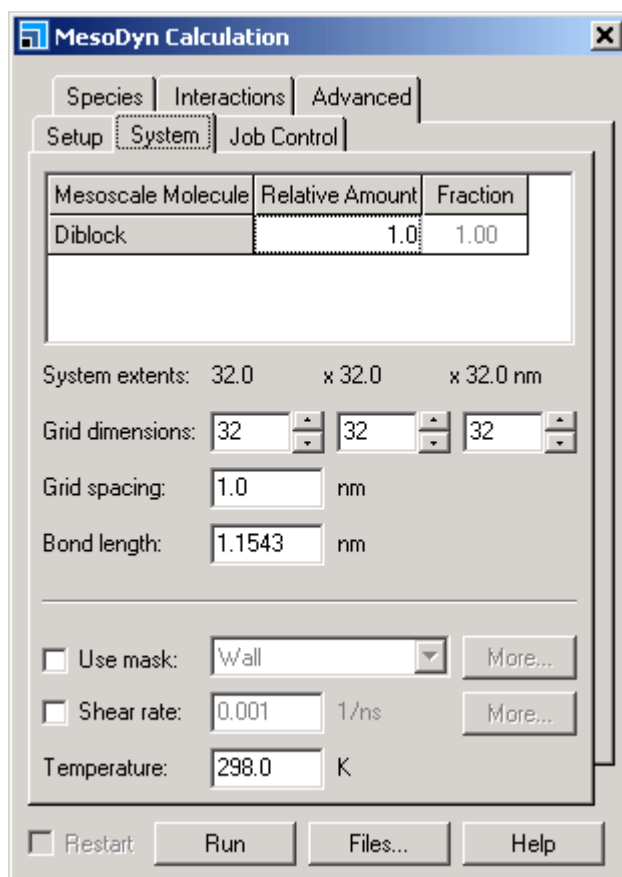 MesoDyn Calculation
Species Interactions Advanced
Setup System Job Control
Mesoscale Molecule Relative Amount Fraction
Diblock 1.0 1.00
System extents: 32.0 x 32.0 x 32.0 nm
Grid dimensions: 32 32 32
Grid spacing: 1.0 nm
Bond length: 1.1543 nm
Use mask: Wall More...
Shear rate: 0.001 1/ns More...
Temperature: 298.0 K
Restart Run Files... Help